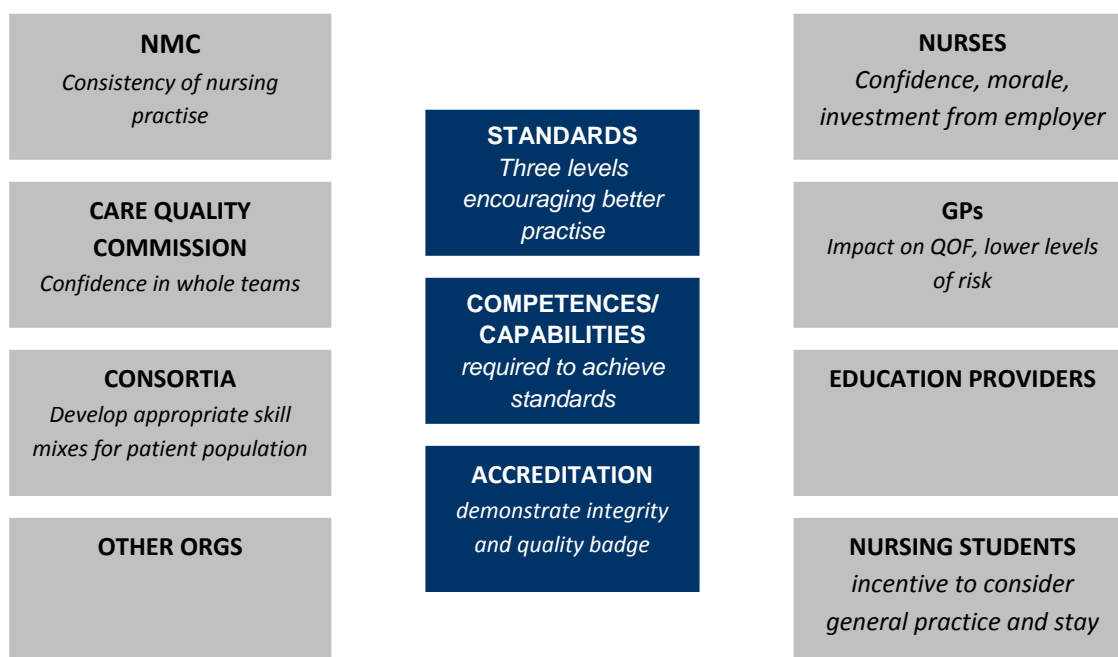 NMC
Consistency of nursing
practise
CARE QUALITY
COMMISSION
Confidence in whole teams
CONSORTIA
Develop appropriate skill
mixes for patient population
OTHER ORGS
STANDARDS
Three levels
encouraging better
practise
COMPETENCES/
CAPABILITIES
required to achieve
standards
ACCREDITATION
demonstrate integrity
and quality badge
NURSES
Confidence, morale,
investment from employer
GPs
Impact on QOF, lower levels
of risk
EDUCATION PROVIDERS
NURSING STUDENTS
incentive to consider
general practice and stay